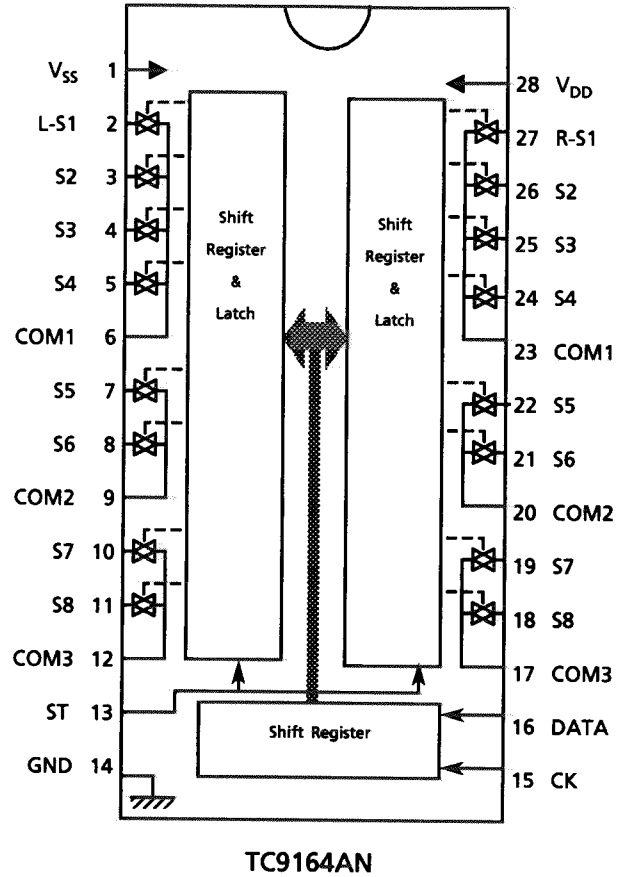 VSS 1
28 VDD
L-S1 2
27 R-S1
S2 3
26 S2
S3 4
25 S3
S4 5
24 S4
COM1 6
23 COM1
S5 7
22 S5
S6 8
21 S6
COM2 9
20 COM2
S7 10
19 S7
S8 11
18 S8
COM3 12
17 COM3
ST 13
16 DATA
GND 14
15 CK
Shift
Register
&
Latch
Shift
Register
&
Latch
Shift Register
TC9164AN